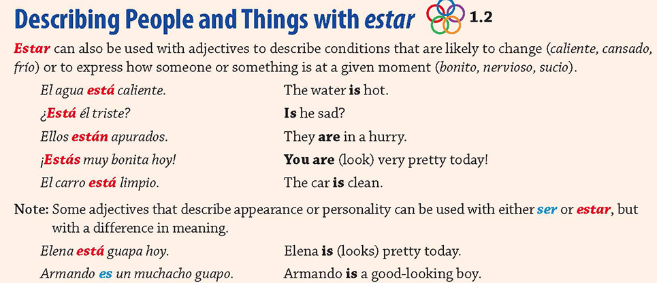 Describing People and Things with estar 1.2
Estar can also be used with adjectives to describe conditions that are likely to change (caliente, cansado,
frío) or to express how someone or something is at a given moment (bonito, nervioso, sucio).
El agua está caliente. The water is hot.
¿Está él triste? Is he sad?
Ellos están apurados. They are in a hurry.
¡Estás muy bonita hoy! You are (look) very pretty today!
El carro está limpio. The car is clean.
Note: Some adjectives that describe appearance or personality can be used with either ser or estar, but
with a difference in meaning.
Elena está guapa hoy. Elena is (looks) pretty today.
Armando es un muchacho guapo. Armando is a good-looking boy.